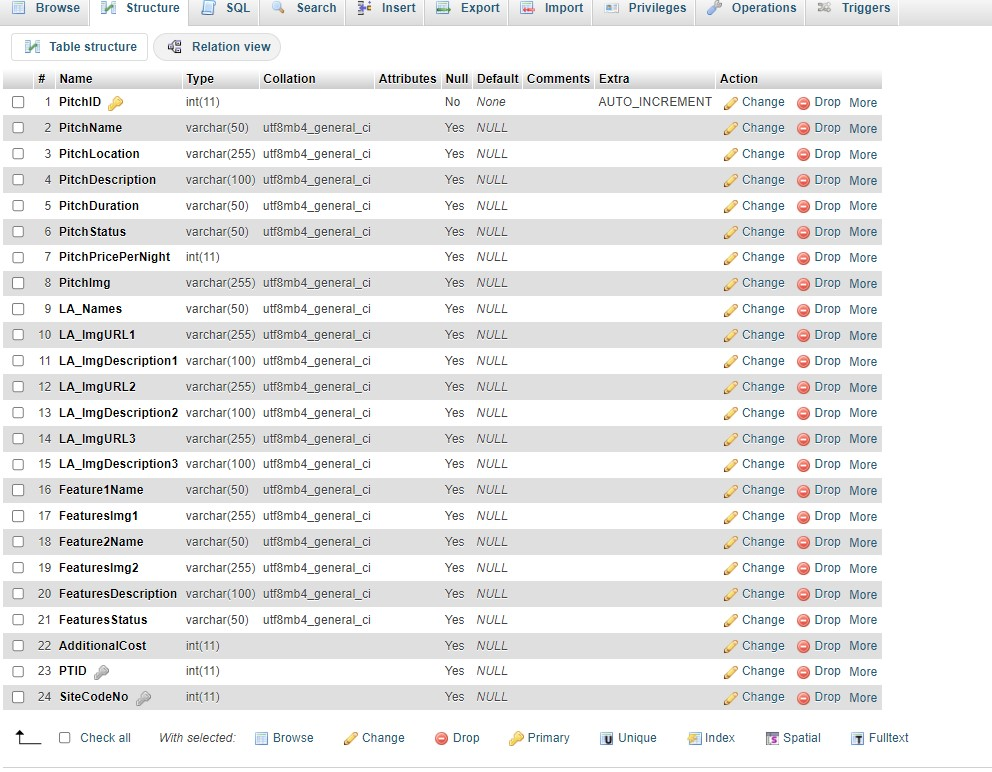 Browse Structure SQL Search Insert Export Import Privileges Operations Triggers
Table structure Relation view
# Name Type Collation Attributes Null Default Comments Extra Action
1 PitchID int(11) No None AUTO_INCREMENT Change Drop More
2 PitchName varchar(50) utf8mb4_general_ci Yes NULL Change Drop More
3 PitchLocation varchar(255) utf8mb4_general_ci Yes NULL Change Drop More
4 PitchDescription varchar(100) utf8mb4_general_ci Yes NULL Change Drop More
5 PitchDuration varchar(50) utf8mb4_general_ci Yes NULL Change Drop More
6 PitchStatus varchar(50) utf8mb4_general_ci Yes NULL Change Drop More
7 PitchPricePerNight int(11) Yes NULL Change Drop More
8 PitchImg varchar(255) utf8mb4_general_ci Yes NULL Change Drop More
9 LA_Names varchar(50) utf8mb4_general_ci Yes NULL Change Drop More
10 LA_ImgURL1 varchar(255) utf8mb4_general_ci Yes NULL Change Drop More
11 LA_ImgDescription1 varchar(100) utf8mb4_general_ci Yes NULL Change Drop More
12 LA_ImgURL2 varchar(255) utf8mb4_general_ci Yes NULL Change Drop More
13 LA_ImgDescription2 varchar(100) utf8mb4_general_ci Yes NULL Change Drop More
14 LA_ImgURL3 varchar(255) utf8mb4_general_ci Yes NULL Change Drop More
15 LA_ImgDescription3 varchar(100) utf8mb4_general_ci Yes NULL Change Drop More
16 Feature1Name varchar(50) utf8mb4_general_ci Yes NULL Change Drop More
17 FeaturesImg1 varchar(255) utf8mb4_general_ci Yes NULL Change Drop More
18 Feature2Name varchar(50) utf8mb4_general_ci Yes NULL Change Drop More
19 FeaturesImg2 varchar(255) utf8mb4_general_ci Yes NULL Change Drop More
20 FeaturesDescription varchar(100) utf8mb4_general_ci Yes NULL Change Drop More
21 FeaturesStatus varchar(50) utf8mb4_general_ci Yes NULL Change Drop More
22 AdditionalCost int(11) Yes NULL Change Drop More
23 PTID int(11) Yes NULL Change Drop More
24 SiteCodeNo int(11) Yes NULL Change Drop More
Check all With selected: Browse Change Drop Primary Unique Index Spatial Fulltext